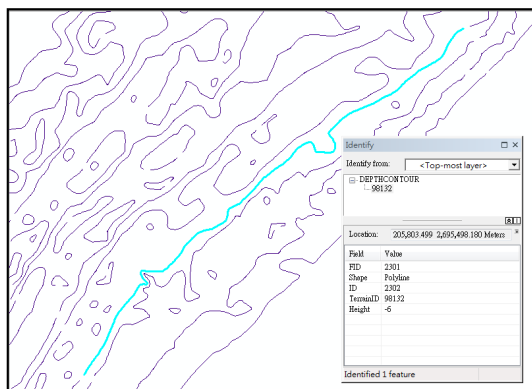 Identify
Identify from: <Top-most layer>
DEPTHCONTOUR
98132
Location: 205,803.499 2,695,498.180 Meters
Field Value
FID 2301
Shape Polyline
ID 2302
TerrainID 98132
Height -6
Identified 1 feature